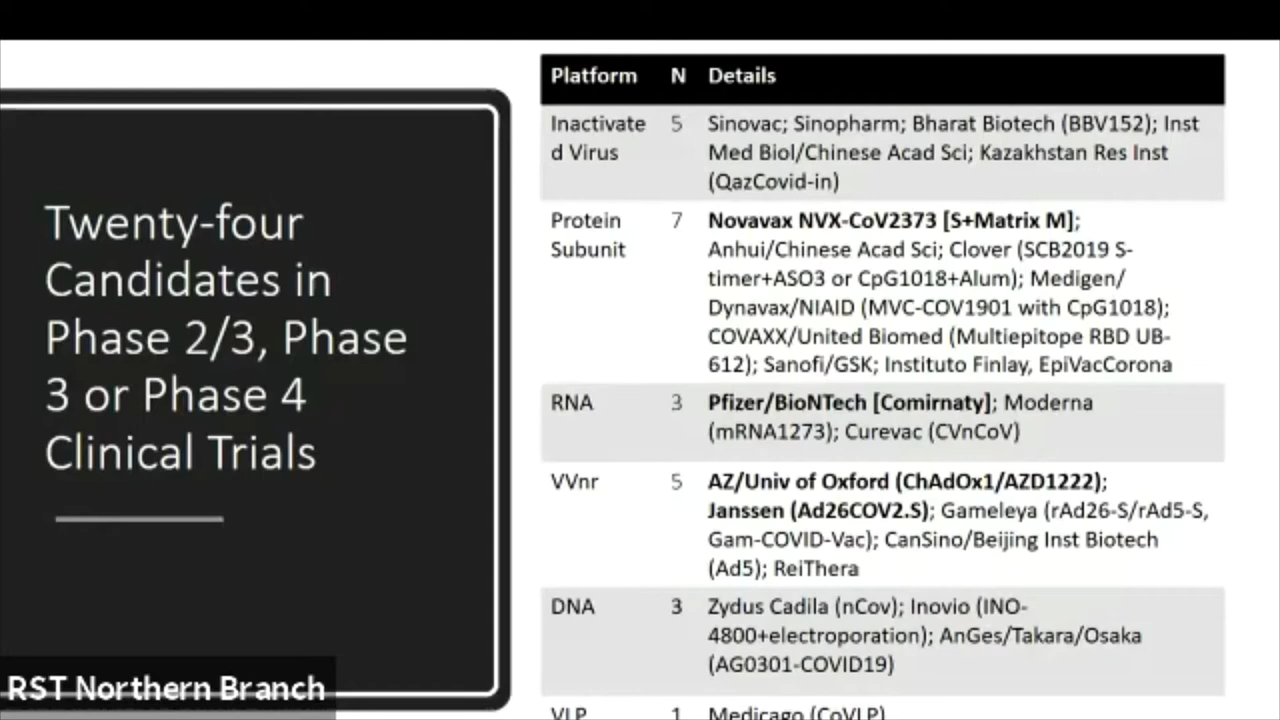 Twenty-four
Candidates in
Phase 2/3, Phase
3 or Phase 4
Clinical Trials
Platform N Details
Inactivate 5 Sinovac; Sinopharm; Bharat Biotech (BBV152); Inst
d Virus Med Biol/Chinese Acad Sci; Kazakhstan Res Inst
(QazCovid-in)
Protein 7 Novavax NVX-CoV2373 [S+Matrix M];
Subunit Anhui/Chinese Acad Sci; Clover (SCB2019 S-
timer+ASO3 or CpG1018+Alum); Medigen/
Dynavax/NIAID (MVC-COV1901 with CpG1018);
COVAXX/United Biomed (Multiepitope RBD UB-
612); Sanofi/GSK; Instituto Finlay, EpiVacCorona
RNA 3 Pfizer/BioNTech [Comirnaty]; Moderna
(mRNA1273); Curevac (CVnCoV)
VVnr 5 AZ/Univ of Oxford (ChAdOx1/AZD1222);
Janssen (Ad26COV2.S); Gameleya (rAd26-S/rAd5-S,
Gam-COVID-Vac); CanSino/Beijing Inst Biotech
(Ad5); ReiThera
DNA 3 Zydus Cadila (nCov); Inovio (INO-
4800+electroporation); AnGes/Takara/Osaka
(AG0301-COVID19)
VLP 1 Medicago (CoVLP)
RST Northern Branch